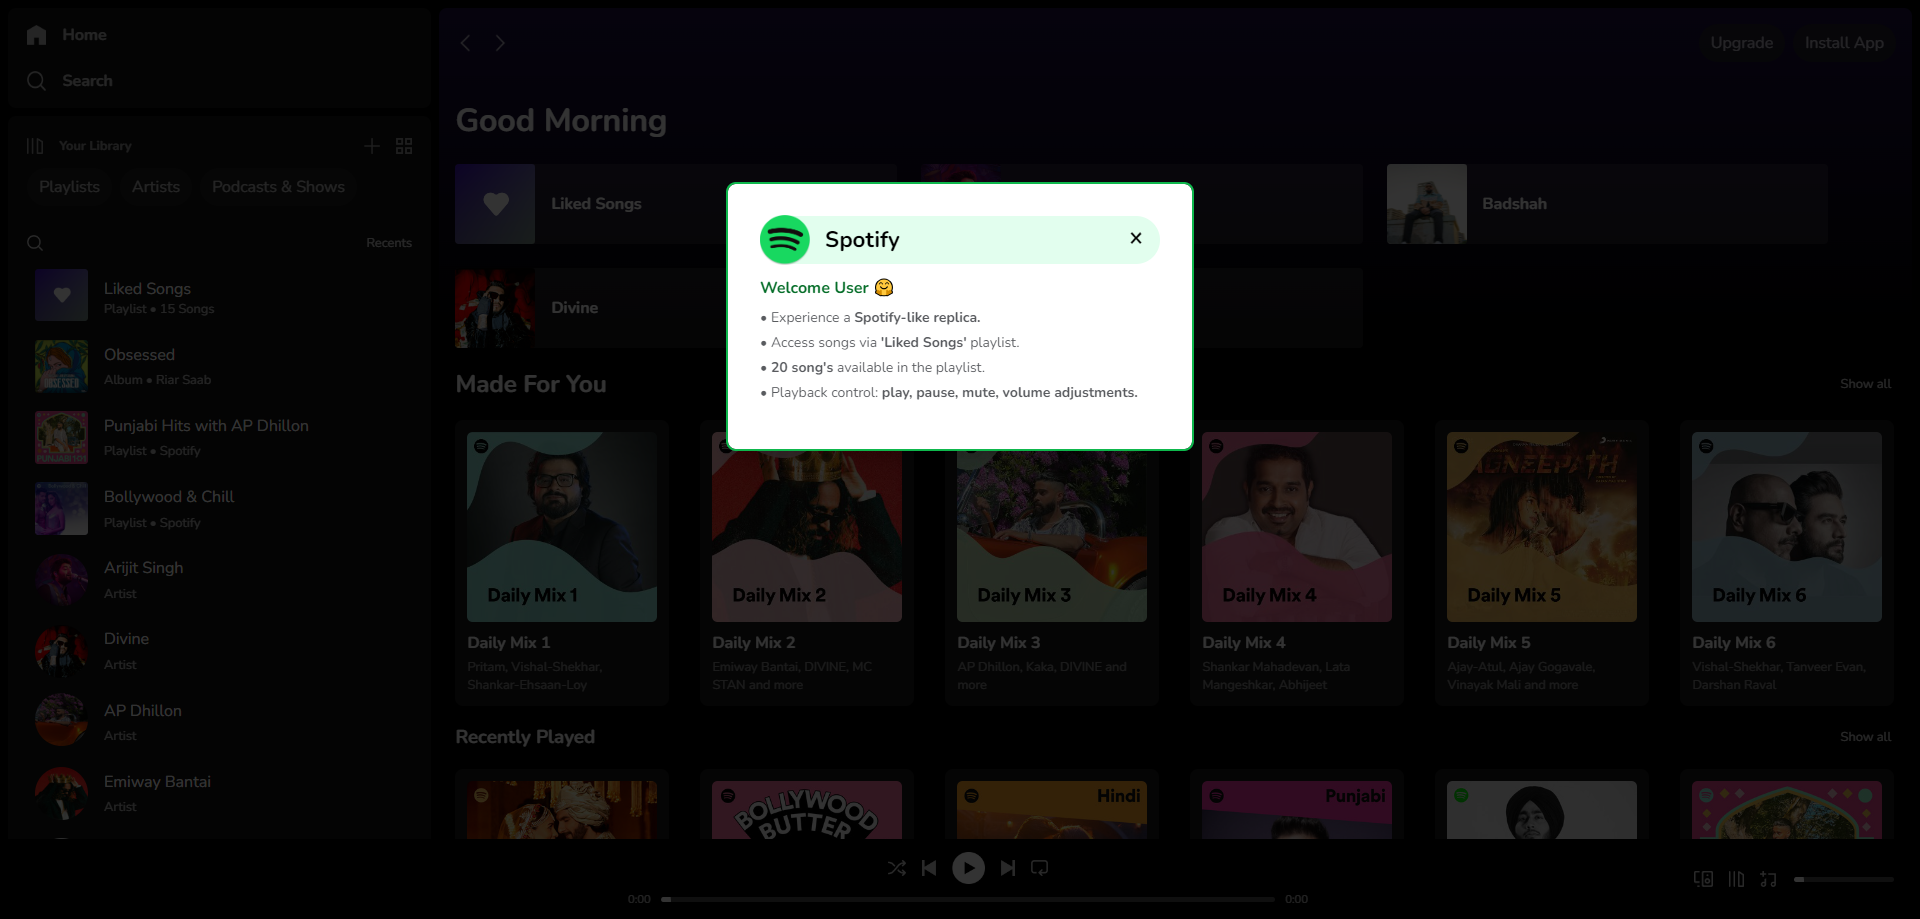 Home
Search
Your Library
Playlists
Artists
Podcasts & Shows
Recents
Liked Songs
Playlist • 15 Songs
Obsessed
Album • Riar Saab
OBSESSED
Punjabi Hits with AP Dhillon
Playlist • Spotify
PUNJABI 101
Bollywood & Chill
Playlist • Spotify
Arijit Singh
Artist
Divine
Artist
AP Dhillon
Artist
Emiway Bantai
Artist
Upgrade
Install App
Good Morning
Liked Songs
Badshah
Divine
Spotify
X
Welcome User 🤗
• Experience a Spotify-like replica.
• Access songs via 'Liked Songs' playlist.
• 20 song's available in the playlist.
• Playback control: play, pause, mute, volume adjustments.
Made For You
Show all
Daily Mix 1
Daily Mix 1
Pritam, Vishal-Shekhar,
Shankar-Ehsaan-Loy
Daily Mix 2
Daily Mix 2
Emiway Bantai, DIVINE, MC
STAN and more
Daily Mix 3
Daily Mix 3
AP Dhillon, Kaka, DIVINE and
more
Daily Mix 4
Daily Mix 4
Shankar Mahadevan, Lata
Mangeshkar, Abhijeet
AGNEEPATH
Daily Mix 5
Daily Mix 5
Ajay-Atul, Ajay Gogavale,
Vinayak Mali and more
Daily Mix 6
Daily Mix 6
Vishal-Shekhar, Tanveer Evan,
Darshan Raval
Recently Played
Show all
BOLLYWOOD
BUTTER
Hindi
Punjabi
0:00
0:00